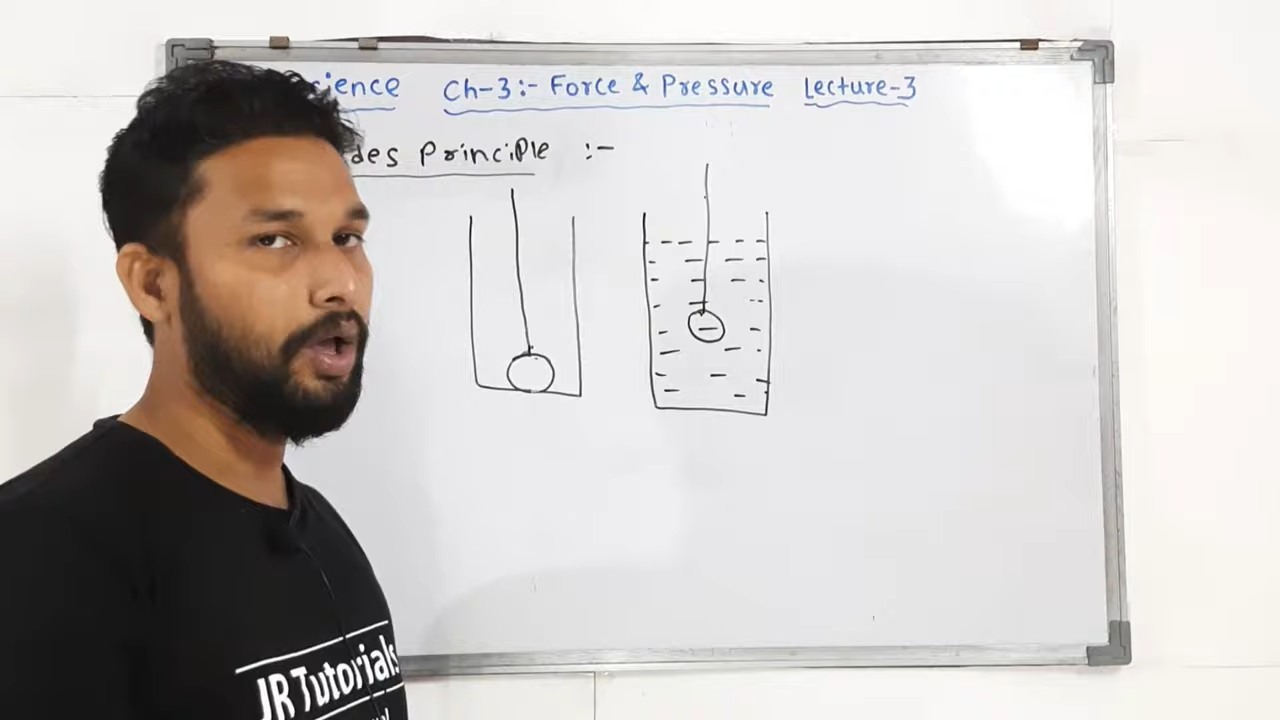 ience Ch-3:- Force & Pressure Lecture-3
des Principle :-
JR Tutorials